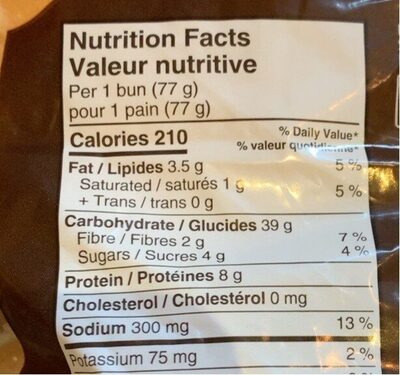 Nutrition Facts
Valeur nutritive
Per 1 bun (77 g)
pour 1 pain (77 g)
Calories 210
% Daily Value*
% valeur quotidienne*
Fat / Lipides 3.5 g 5 %
Saturated / saturés 1 g
+ Trans / trans 0 g 5 %
Carbohydrate / Glucides 39 g
Fibre / Fibres 2 g 7 %
Sugars / Sucres 4 g 4 %
Protein / Protéines 8 g
Cholesterol / Cholestérol 0 mg
Sodium 300 mg 13 %
Potassium 75 mg 2 %